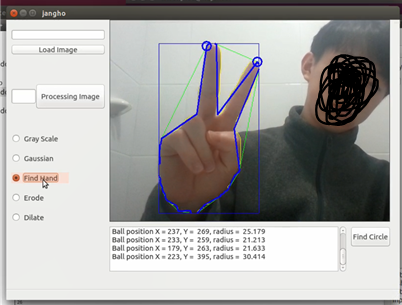 jangho
Load Image
Processing Image
Gray Scale
Gaussian
Find Hand
Erode
Dilate
Ball position X = 237, Y = 269, radius = 25.179
Ball position X = 233, Y = 259, radius = 21.213
Ball position X = 179, Y = 263, radius = 21.633
Ball position X = 223, Y = 395, radius = 30.414
Find Circle